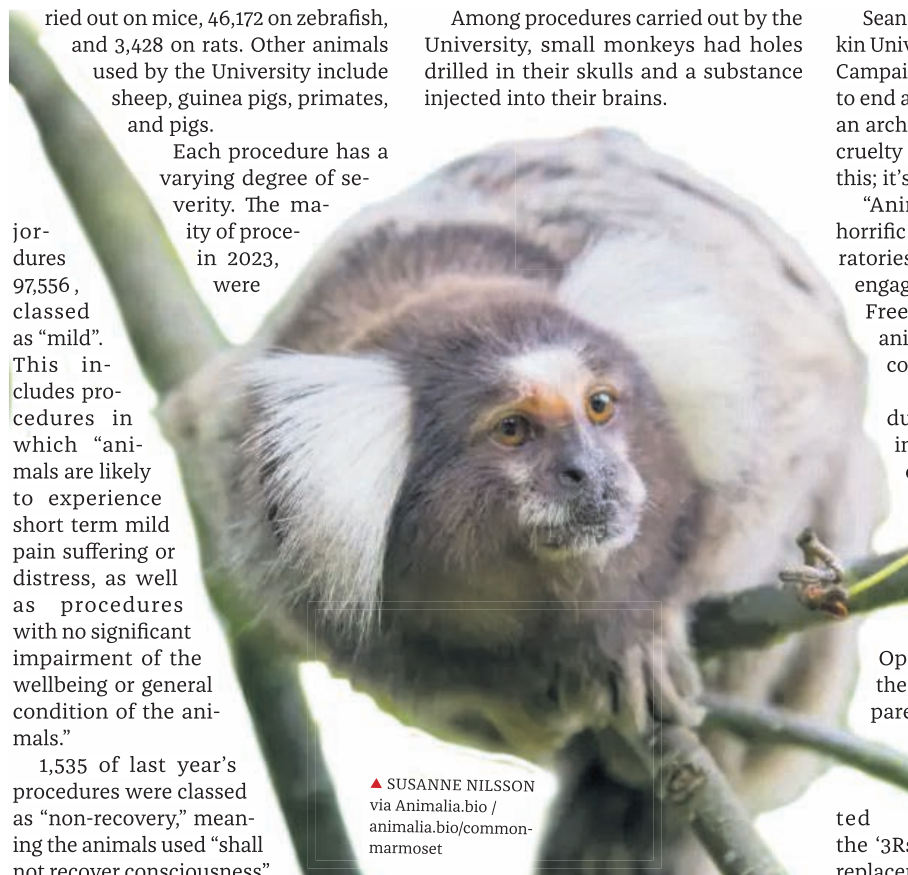 ried out on mice, 46,172 on zebrafish,
and 3,428 on rats. Other animals
used by the University include
sheep, guinea pigs, primates,
and pigs.
Each procedure has a
varying degree of se-
verity. The ma-
jor- ity of proce-
dures in 2023,
97,556 , were
classed
as “mild”.
This in-
cludes pro-
cedures in
which “ani-
mals are likely
to experience
short term mild
pain suffering or
distress, as well
as procedures
with no significant
impairment of the
wellbeing or general
condition of the ani-
mals.”
1,535 of last year’s
procedures were classed
as “non-recovery,” mean-
ing the animals used “shall
not recover consciousness”
Among procedures carried out by the
University, small monkeys had holes
drilled in their skulls and a substance
injected into their brains.
▲ SUSANNE NILSSON
via Animalia.bio /
animalia.bio/common-
marmoset
Sean
kin Univ
Campai
to end a
an arch
cruelty
this; it’s
“Ani
horrific
ratories
engag
Free
ani
co
du
in
Op
the
pare
ted
the ‘3Rs
replace